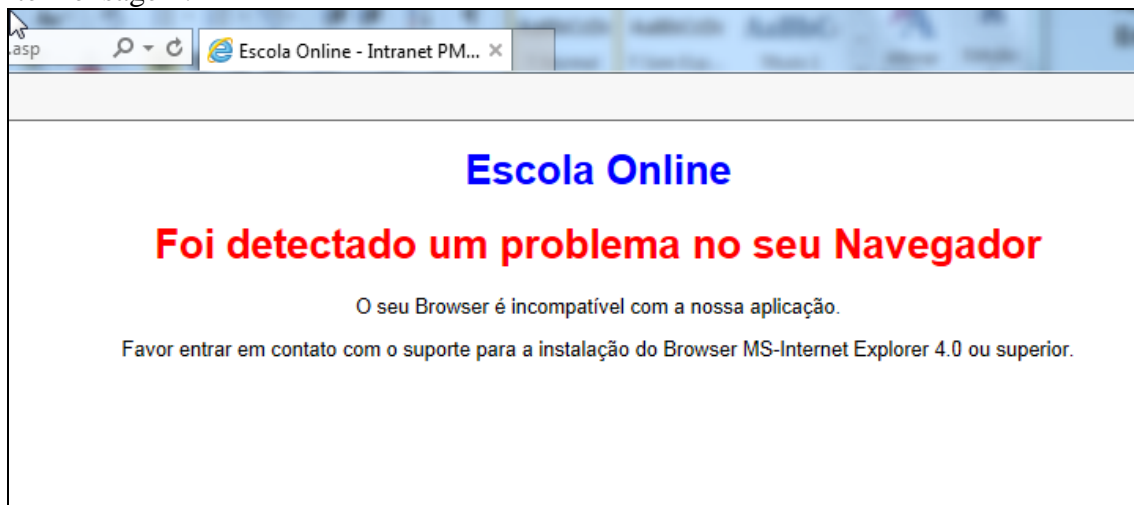 .asp
Escola Online - Intranet PM... ×
Escola Online
Foi detectado um problema no seu Navegador
O seu Browser é incompatível com a nossa aplicação.
Favor entrar em contato com o suporte para a instalação do Browser MS-Internet Explorer 4.0 ou superior.